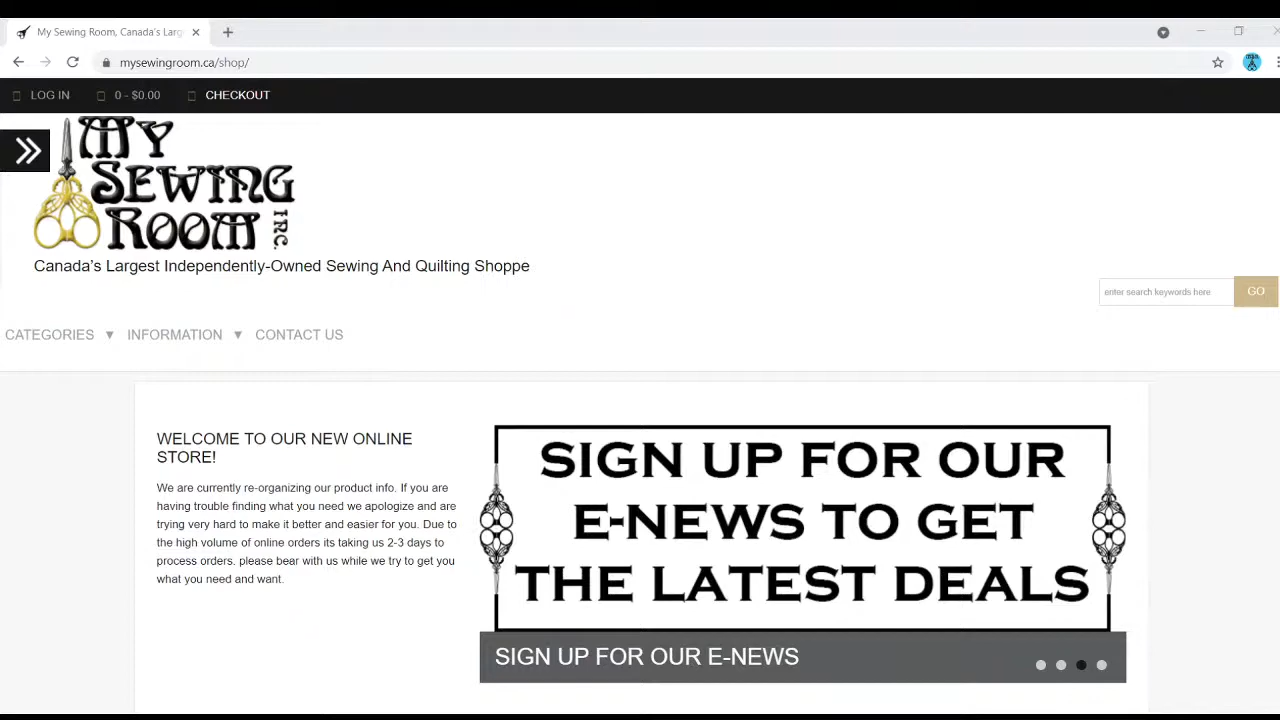 My Sewing Room, Canada's Larg
mysewingroom.ca/shop/
LOG IN 0 - $0.00 CHECKOUT
MY
SEWING
ROOM INC.
Canada's Largest Independently-Owned Sewing And Quilting Shoppe
enter search keywords here GO
CATEGORIES ▼ INFORMATION ▼ CONTACT US
WELCOME TO OUR NEW ONLINE
STORE!
We are currently re-organizing our product info. If you are
having trouble finding what you need we apologize and are
trying very hard to make it better and easier for you. Due to
the high volume of online orders its taking us 2-3 days to
process orders. please bear with us while we try to get you
what you need and want.
SIGN UP FOR OUR
E-NEWS TO GET
THE LATEST DEALS
SIGN UP FOR OUR E-NEWS